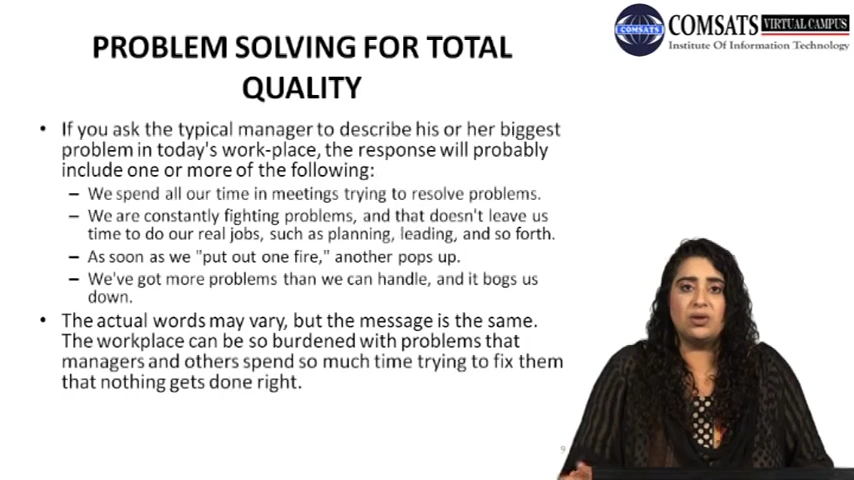 PROBLEM SOLVING FOR TOTAL
QUALITY
COMSATS
COMSATS VIRTUAL CAMPUS
Institute Of Information Technology
• If you ask the typical manager to describe his or her biggest
problem in today's work-place, the response will probably
include one or more of the following:
– We spend all our time in meetings trying to resolve problems.
– We are constantly fighting problems, and that doesn't leave us
time to do our real jobs, such as planning, leading, and so forth.
– As soon as we "put out one fire," another pops up.
– We've got more problems than we can handle, and it bogs us
down.
• The actual words may vary, but the message is the same.
The workplace can be so burdened with problems that
managers and others spend so much time trying to fix them
that nothing gets done right.
9